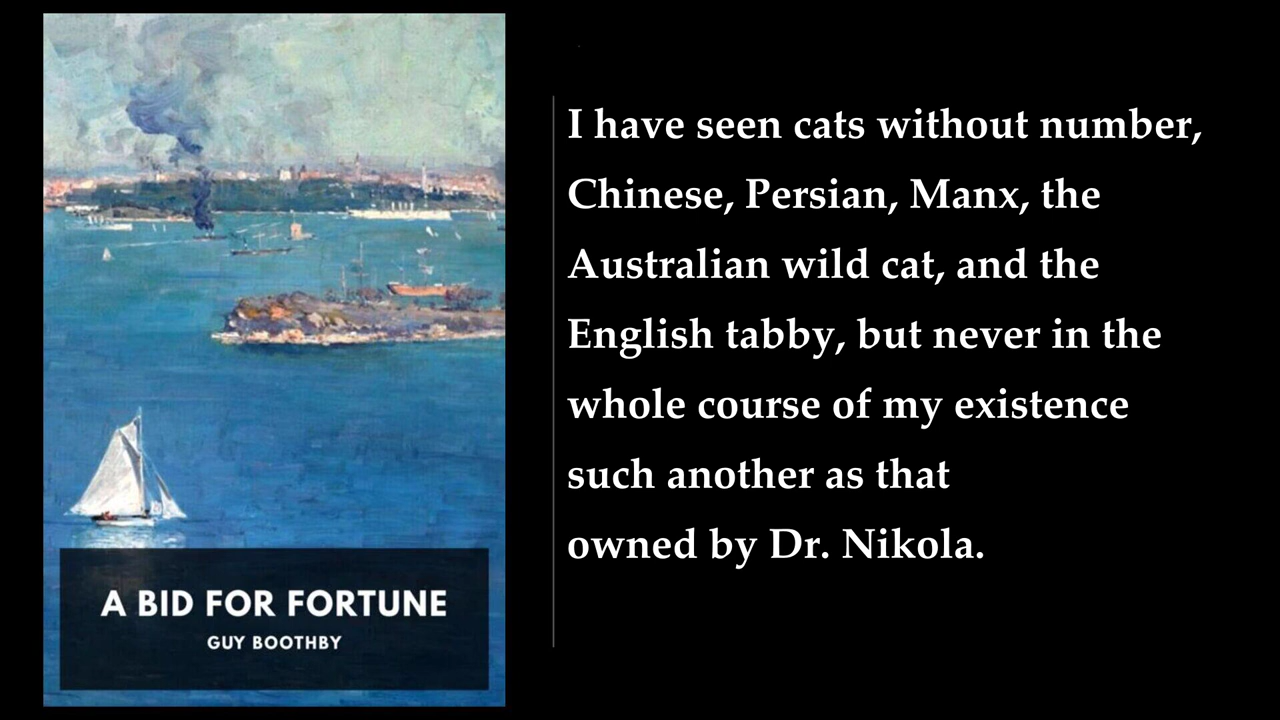 I have seen cats without number,
Chinese, Persian, Manx, the
Australian wild cat, and the
English tabby, but never in the
whole course of my existence
such another as that
owned by Dr. Nikola.
A BID FOR FORTUNE
GUY BOOTHBY